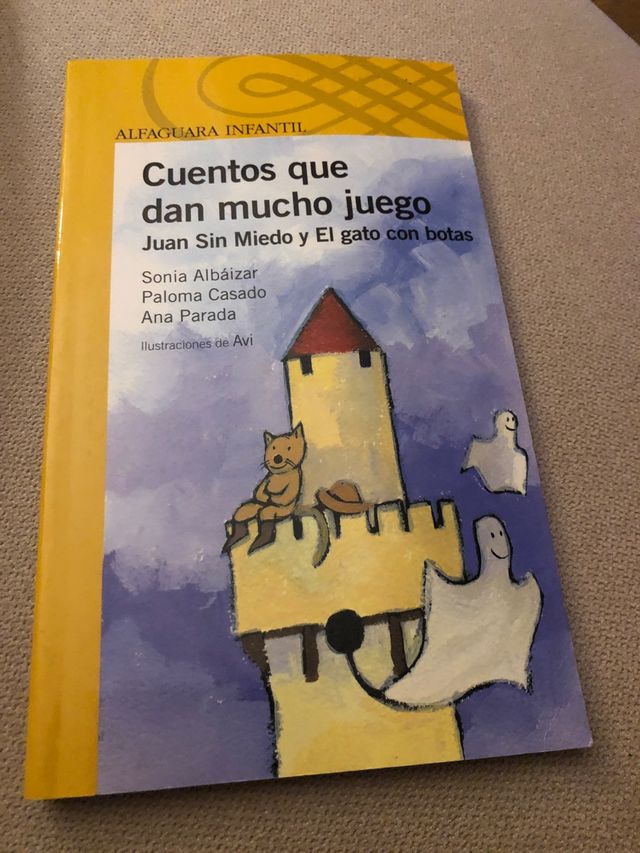 ALFAGUARA INFANTIL
Cuentos que
dan mucho juego
Juan Sin Miedo y El gato con botas
Sonia Albáizar
Paloma Casado
Ana Parada
Ilustraciones de Avi